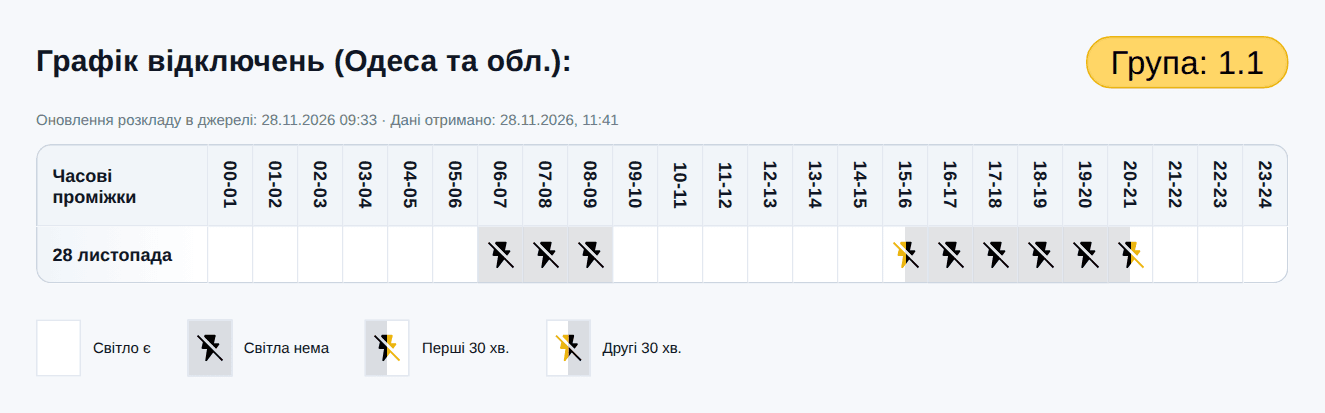 Графік відключень (Одеса та обл.):
Група: 1.1
Оновлення розкладу в джерелі: 28.11.2026 09:33 · Дані отримано: 28.11.2026, 11:41
Часові
проміжки
00-01
01-02
02-03
03-04
04-05
05-06
06-07
07-08
08-09
09-10
10-11
11-12
12-13
13-14
14-15
15-16
16-17
17-18
18-19
19-20
20-21
21-22
22-23
23-24
28 листопада
Світло є
Світла нема
Перші 30 хв.
Другі 30 хв.